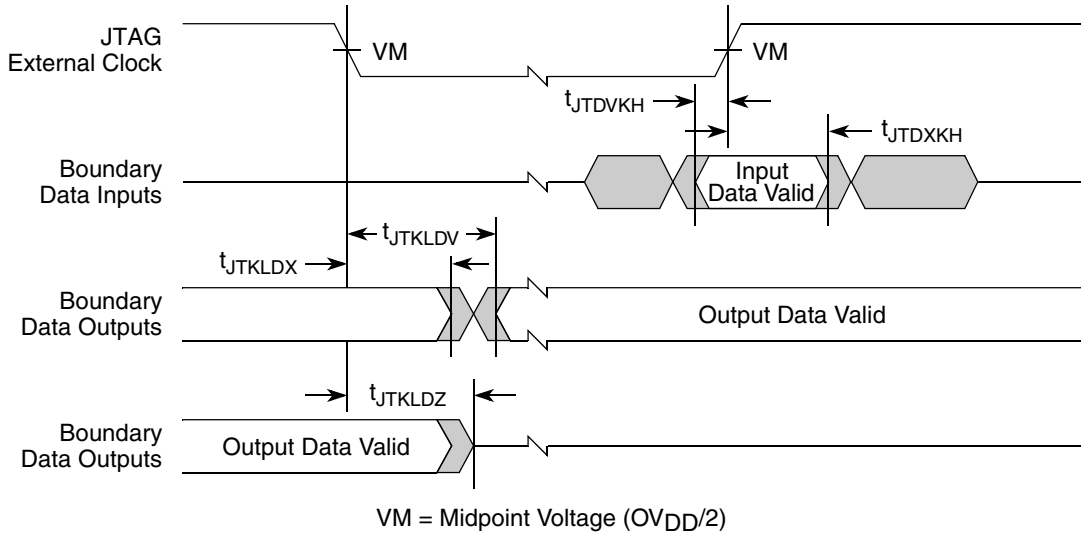 JTAG
External Clock
VM
VM
tJTDVKH
tJTDXKH
Boundary
Data Inputs
Input
Data Valid
tJTKLDV
tJTKLDX
Boundary
Data Outputs
Output Data Valid
tJTKLDZ
Boundary
Data Outputs
Output Data Valid
VM = Midpoint Voltage (OVDD/2)